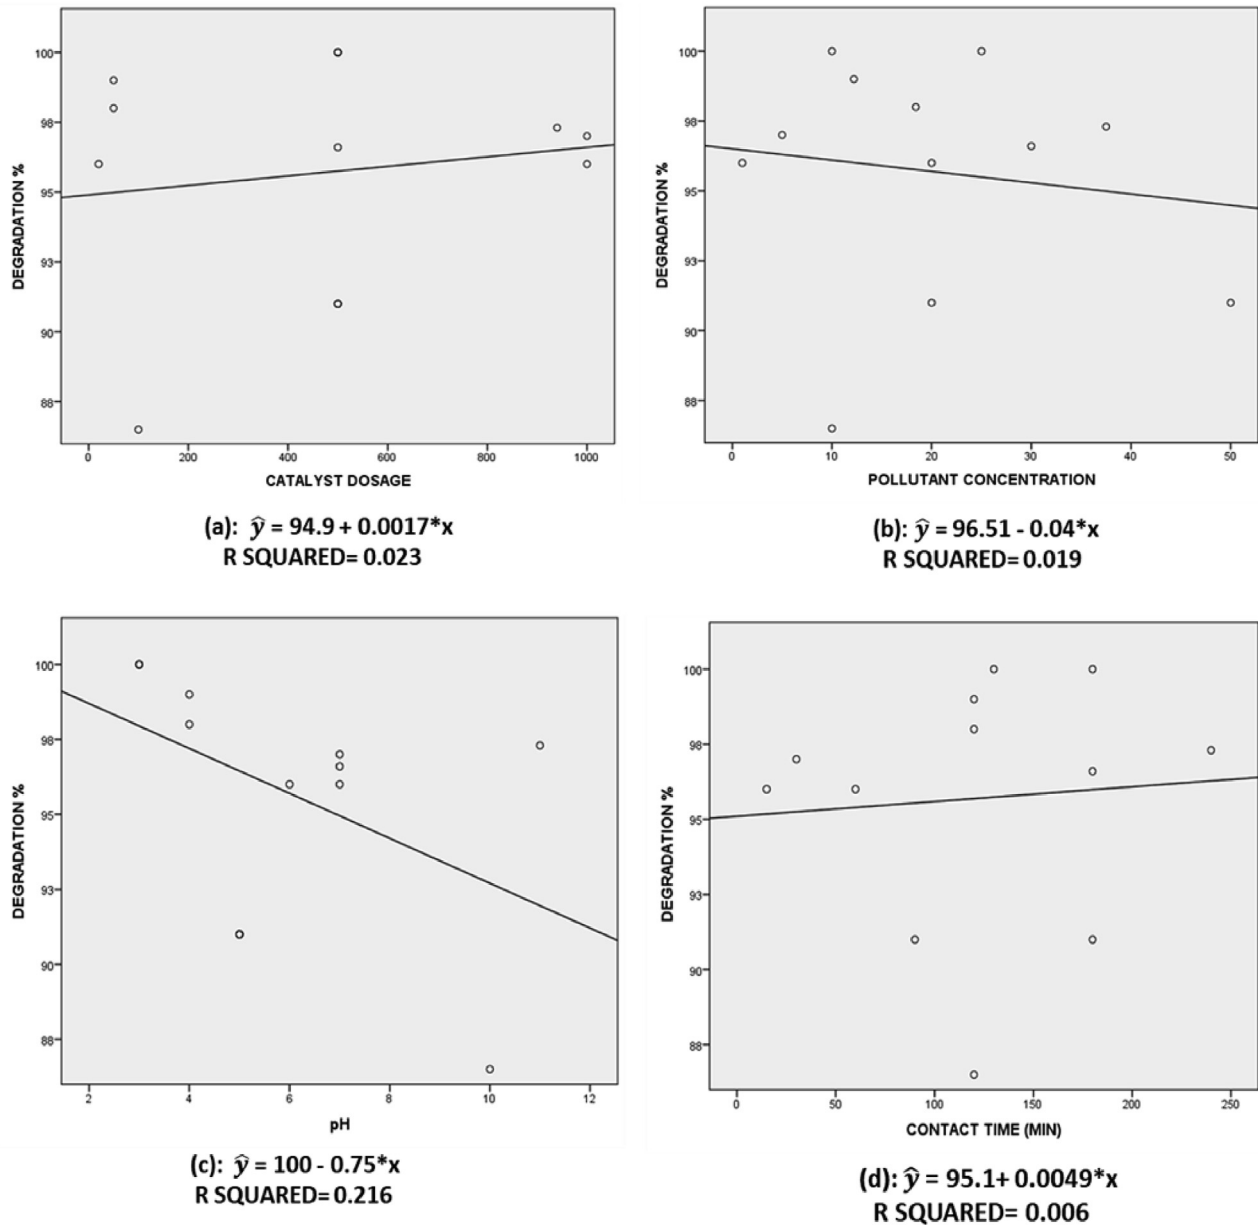 DEGRADATION %
100
98
95
93
90
88
0 200 400 600 800 1000
CATALYST DOSAGE
(a): ŷ = 94.9 + 0.0017*x
R SQUARED= 0.023
DEGRADATION %
100
98
95
93
90
88
0 10 20 30 40 50
POLLUTANT CONCENTRATION
(b): ŷ = 96.51 - 0.04*x
R SQUARED= 0.019
DEGRADATION %
100
98
95
93
90
88
2 4 6 8 10 12
pH
(c): ŷ = 100 - 0.75*x
R SQUARED= 0.216
DEGRADATION %
100
98
95
93
90
88
0 50 100 150 200 250
CONTACT TIME (MIN)
(d): ŷ = 95.1+ 0.0049*x
R SQUARED= 0.006